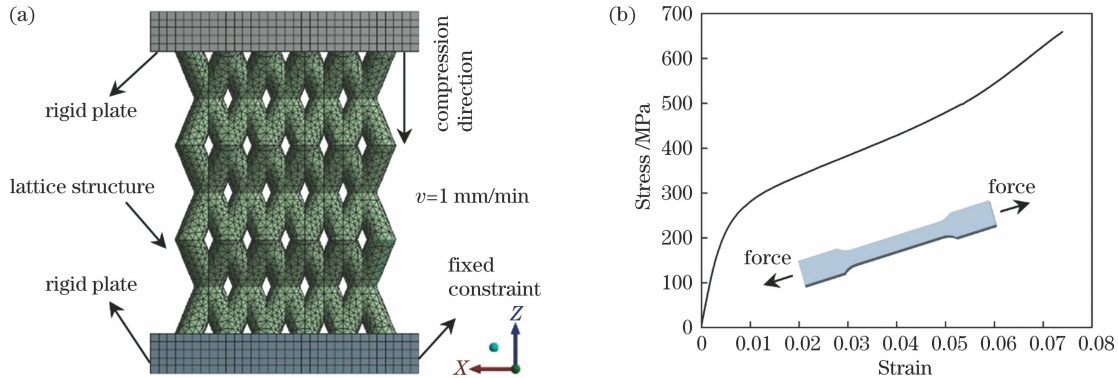 (a)
rigid plate
compression
direction
lattice structure
v=1 mm/min
rigid plate
fixed
constraint
Z
X
(b)
Stress /MPa
700
600
500
400
300
200
100
0
force
force
0
0.01
0.02
0.03
0.04
0.05
0.06
0.07
0.08
Strain